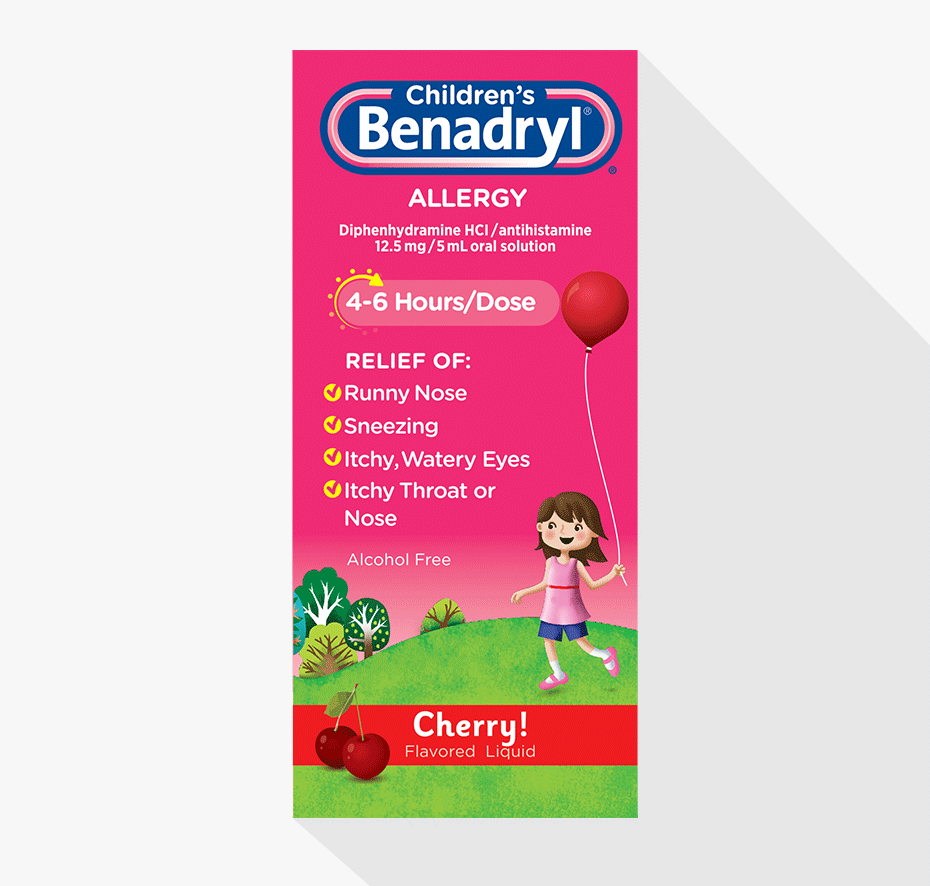 Children's
Benadryl®
®
ALLERGY
Diphenhydramine HCl/antihistamine
12.5 mg/5 mL oral solution
4-6 Hours/Dose
RELIEF OF:
Runny Nose
Sneezing
Itchy, Watery Eyes
Itchy Throat or
Nose
Alcohol Free
Cherry!
Flavored Liquid